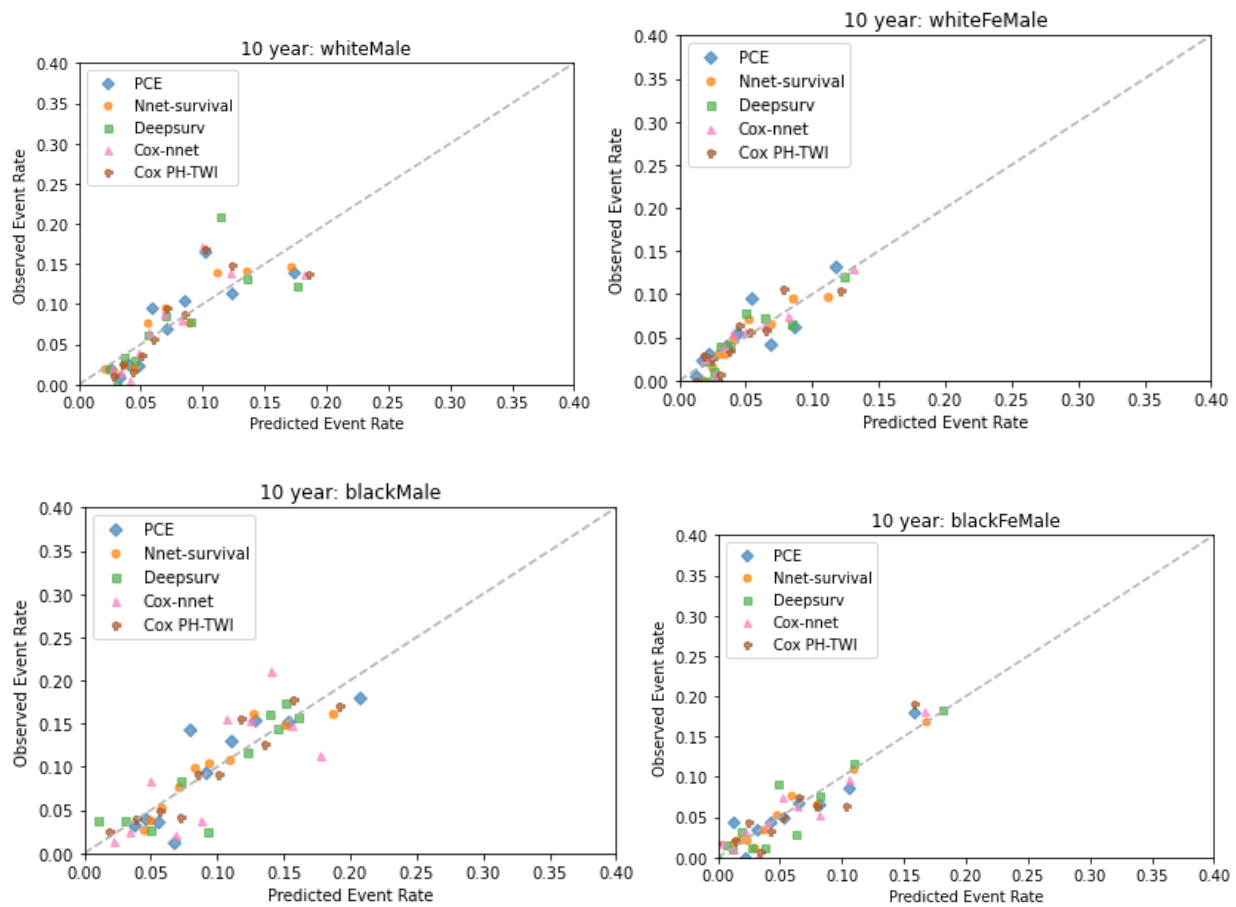 10 year: whiteMale
0.40
0.35
0.30
0.25
0.20
0.15
0.10
0.05
0.00
Observed Event Rate
PCE
Nnet-survival
Deepsurv
Cox-nnet
Cox PH-TWI
0.00 0.05 0.10 0.15 0.20 0.25 0.30 0.35 0.40
Predicted Event Rate
10 year: whiteFeMale
0.40
0.35
0.30
0.25
0.20
0.15
0.10
0.05
0.00
Observed Event Rate
PCE
Nnet-survival
Deepsurv
Cox-nnet
Cox PH-TWI
0.00 0.05 0.10 0.15 0.20 0.25 0.30 0.35 0.40
Predicted Event Rate
10 year: blackMale
0.40
0.35
0.30
0.25
0.20
0.15
0.10
0.05
0.00
Observed Event Rate
PCE
Nnet-survival
Deepsurv
Cox-nnet
Cox PH-TWI
0.00 0.05 0.10 0.15 0.20 0.25 0.30 0.35 0.40
Predicted Event Rate
10 year: blackFeMale
0.40
0.35
0.30
0.25
0.20
0.15
0.10
0.05
0.00
Observed Event Rate
PCE
Nnet-survival
Deepsurv
Cox-nnet
Cox PH-TWI
0.00 0.05 0.10 0.15 0.20 0.25 0.30 0.35 0.40
Predicted Event Rate